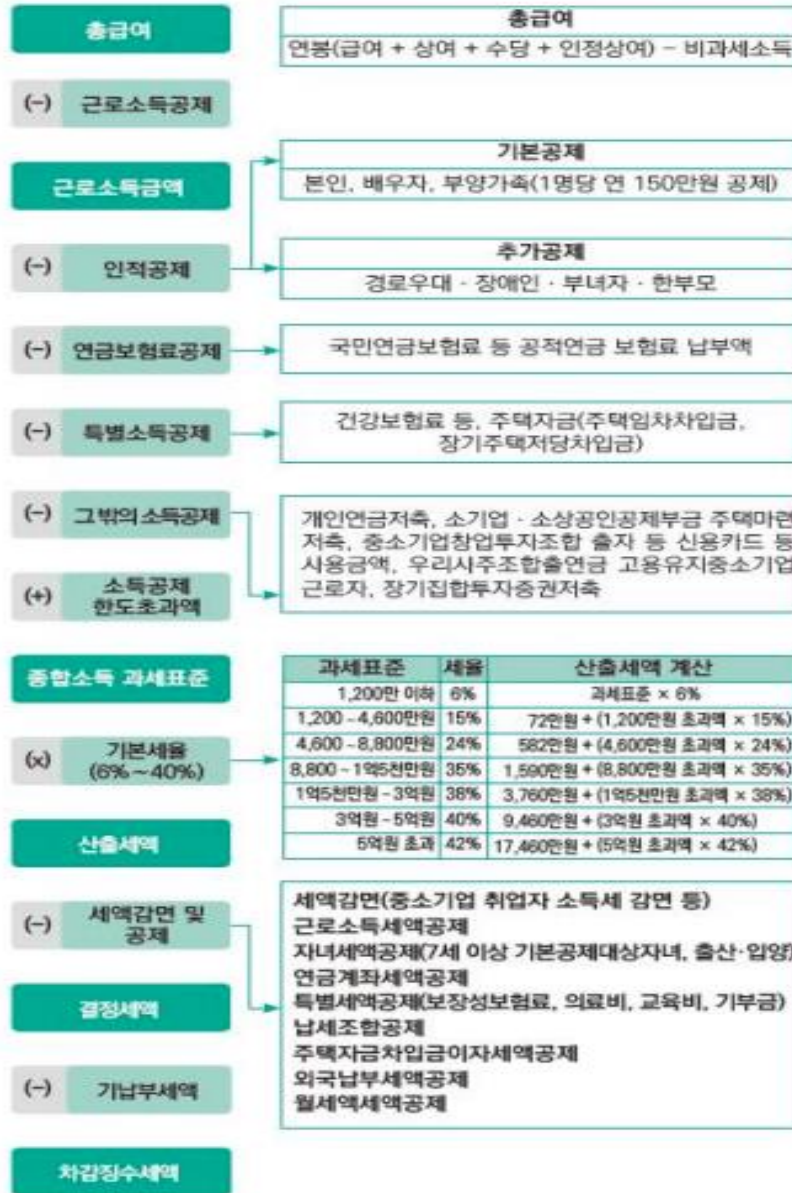 총급여
총급여
연봉(급여 + 상여 + 수당 + 인정상여) - 비과세소득
(-) 근로소득공제
근로소득금액
기본공제
본인, 배우자, 부양가족(1명당 연 150만원 공제)
(-) 인적공제
추가공제
경로우대 · 장애인 · 부녀자 · 한부모
(-) 연금보험료공제
국민연금보험료 등 공적연금 보험료 납부액
(-) 특별소득공제
건강보험료 등, 주택자금(주택임차차입금,
장기주택저당차입금)
(-) 그밖의 소득공제
(+) 소득공제
한도초과액
개인연금저축, 소기업 · 소상공인공제부금 주택마련
저축, 중소기업창업투자조합 출자 등 신용카드 등
사용금액, 우리사주조합출연금 고용유지중소기업
근로자, 장기집합투자증권저축
종합소득 과세표준
(×) 기본세율
(6%~40%)
과세표준 세율 산출세액 계산
1,200만 이하 6% 과세표준 × 6%
1,200 - 4,600만원 15% 72만원 + (1,200만원 초과액 × 15%)
4,600 - 8,800만원 24% 582만원 + (4,600만원 초과액 × 24%)
8,800 - 1억5천만원 35% 1,590만원 + (8,800만원 초과액 × 35%)
1억5천만원 - 3억원 38% 3,760만원 + (1억5천만원 초과액 × 38%)
3억원 - 5억원 40% 9,460만원 + (3억원 초과액 × 40%)
5억원 초과 42% 17,460만원 + (5억원 초과액 × 42%)
산출세액
(-) 세액감면 및
공제
세액감면(중소기업 취업자 소득세 감면 등)
근로소득세액공제
자녀세액공제(7세 이상 기본공제대상자녀, 출산·입양)
연금계좌세액공제
특별세액공제(보장성보험료, 의료비, 교육비, 기부금)
납세조합공제
주택자금차입금이자세액공제
외국납부세액공제
월세액세액공제
결정세액
(-) 기납부세액
차감징수세액